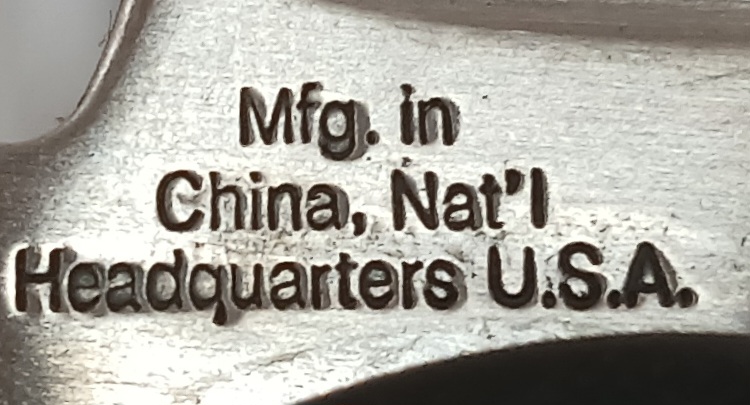 Mfg. in
China, Nat'l
Headquarters U.S.A.